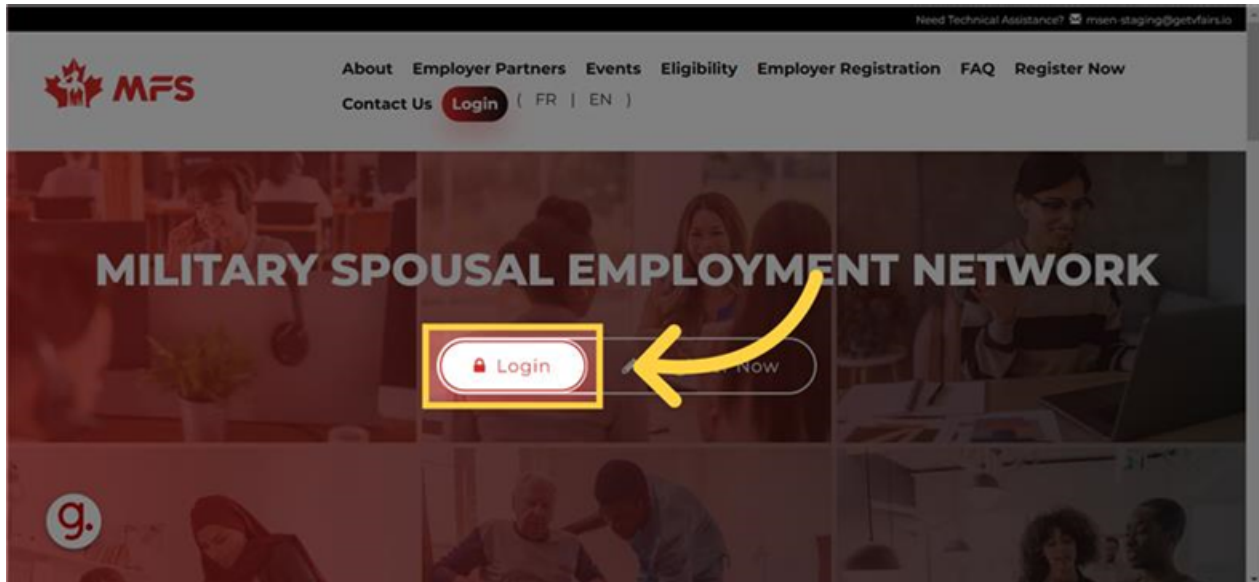 Need Technical Assistance? msen-staging@getvfairs.io
MFS
About Employer Partners Events Eligibility Employer Registration FAQ Register Now
Contact Us Login ( FR | EN )
MILITARY SPOUSAL EMPLOYMENT NETWORK
Login Now
g.